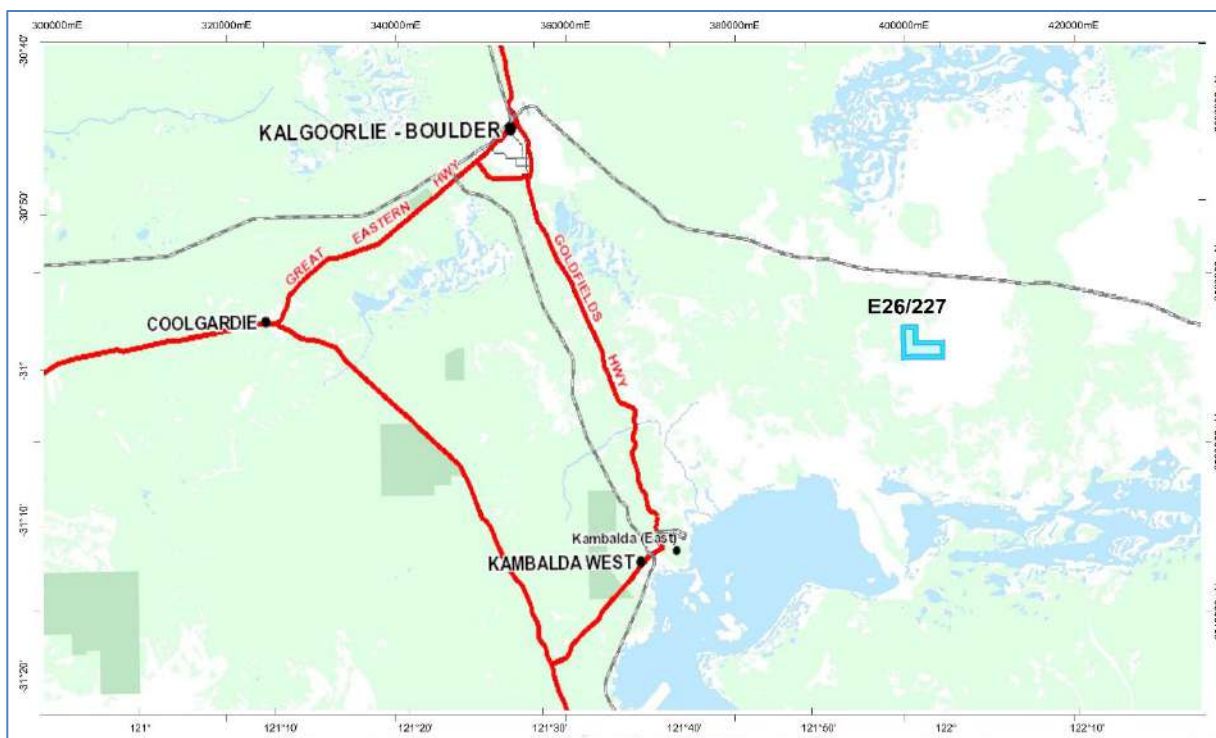 300000mE 320000mE 340000mE 360000mE 380000mE 400000mE 420000mE
-30°40'
KALGOORLIE - BOULDER
GREAT EASTERN HWY
-30°50'
GOLDFIELDS HWY
E26/227
COOLGARDIE
-31°
-31°10'
Kambalda (East)
KAMBALDA WEST
-31°20'
121° 121°10' 121°20' 121°30' 121°40' 121°50' 122° 122°10'